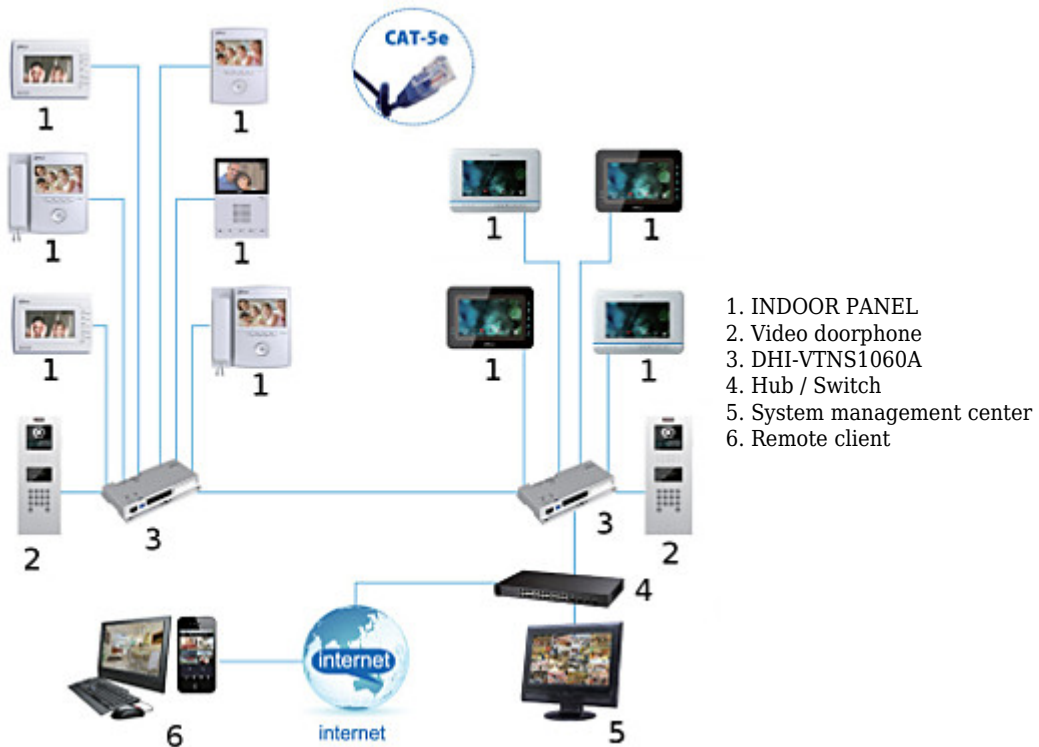 CAT-5e
1
1
1
1
1
1
1
1
1
1
2
3
3
2
4
internet
internet
6
5
1. INDOOR PANEL
2. Video doorphone
3. DHI-VTNS1060A
4. Hub / Switch
5. System management center
6. Remote client